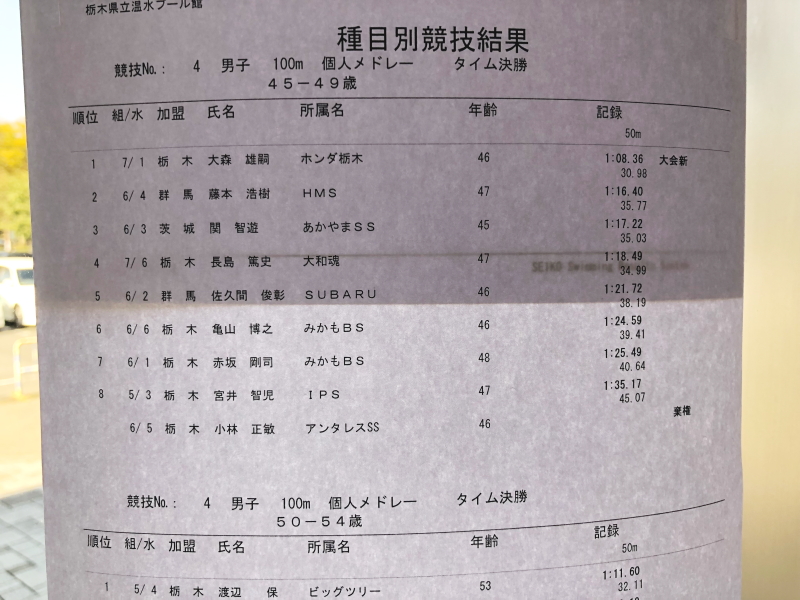 栃木県立温水プール館
種目別競技結果
競技No.: 4 男子 100m 個人メドレー タイム決勝
45-49歳
順位 組/水 加盟 氏名 所属名 年齢 記録
50m
1 7/ 1 栃 木 大森 雄嗣 ホンダ栃木 46 1:08.36 大会新
30.98
2 6/ 4 群 馬 藤本 浩樹 HMS 47 1:16.40
35.77
3 6/ 3 茨 城 関 智遊 あかやまSS 45 1:17.22
35.03
4 7/ 6 栃 木 長島 篤史 大和魂 47 1:18.49
34.99
5 6/ 2 群 馬 佐久間 俊彰 SUBARU 46 1:21.72
38.19
6 6/ 6 栃 木 亀山 博之 みかもBS 46 1:24.59
39.41
7 6/ 1 栃 木 赤坂 剛司 みかもBS 48 1:25.49
40.64
8 5/ 3 栃 木 宮井 智児 IPS 47 1:35.17
45.07
6/ 5 栃 木 小林 正敏 アンタレスSS 46 棄権
競技No.: 4 男子 100m 個人メドレー タイム決勝
50-54歳
順位 組/水 加盟 氏名 所属名 年齢 記録
50m
1 5/ 4 栃 木 渡辺 保 ビッグツリー 53 1:11.60
32.11